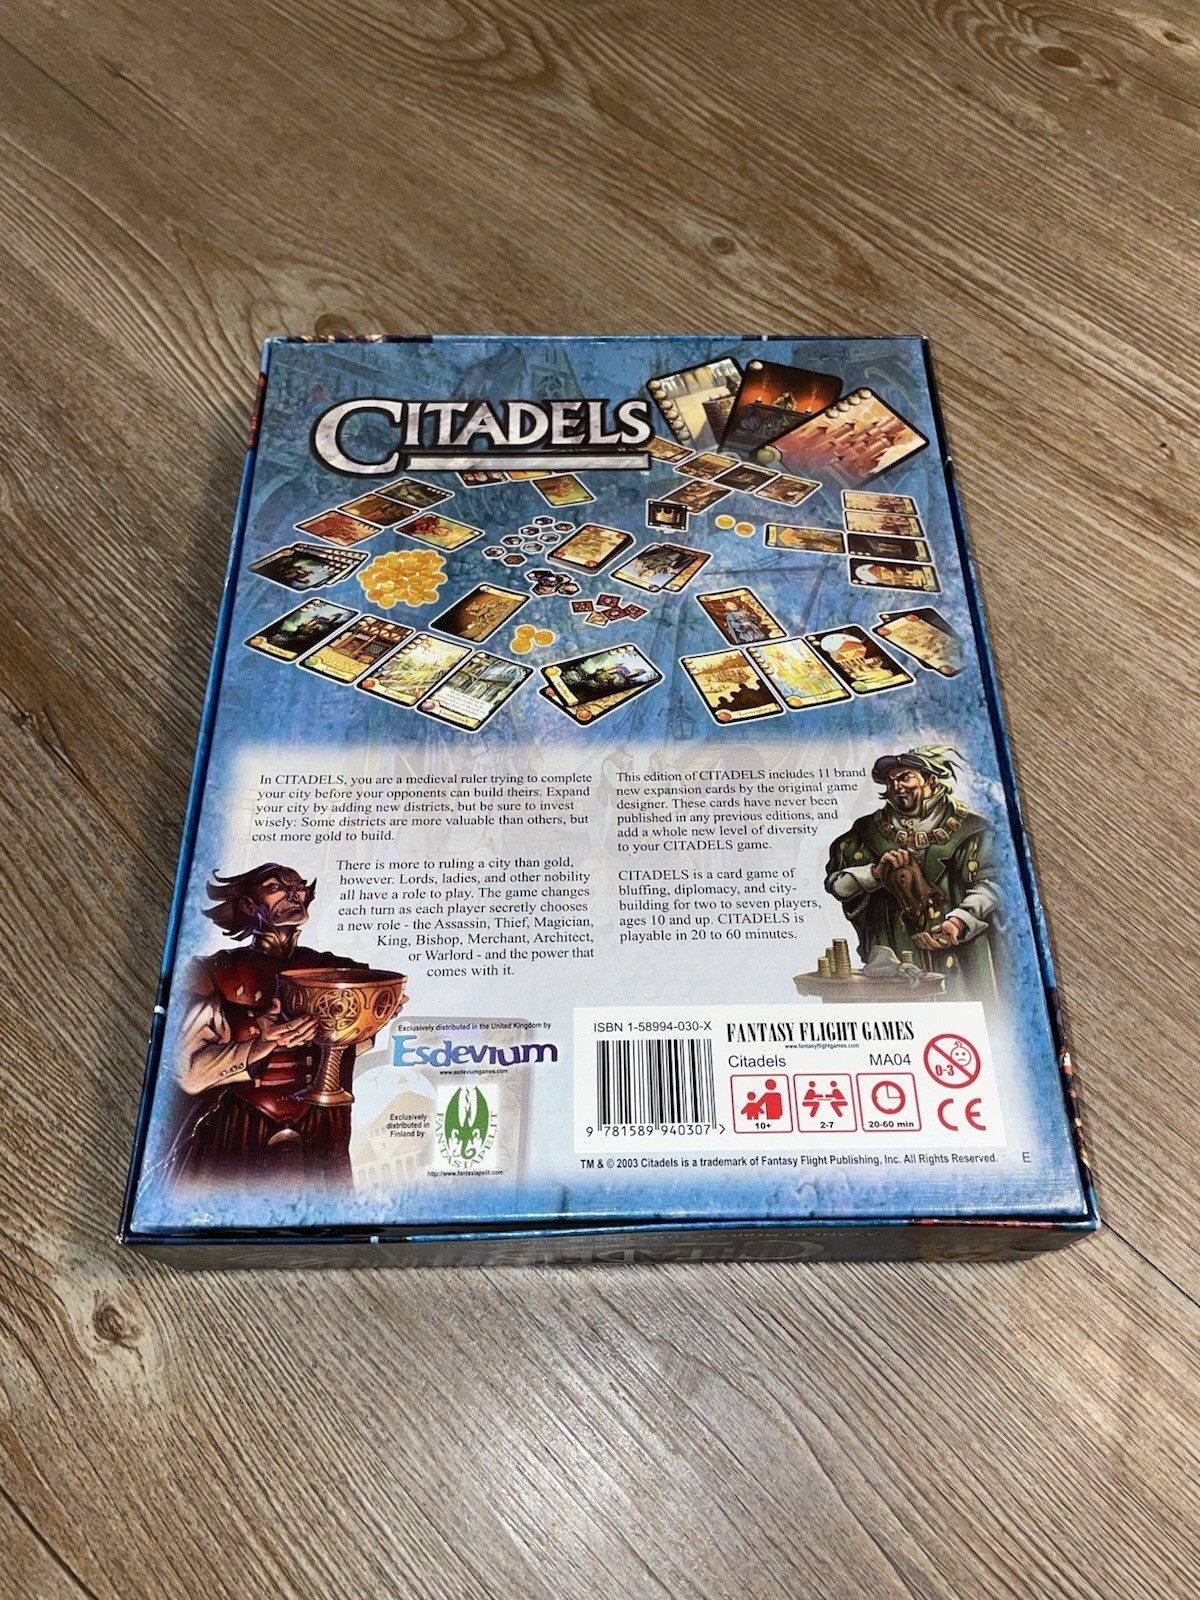 CITADELS
In CITADELS, you are a medieval ruler trying to complete
your city before your opponents can build theirs. Expand
your city by adding new districts, but be sure to invest
wisely: Some districts are more valuable than others, but
cost more gold to build.
There is more to ruling a city than gold,
however. Lords, ladies, and other nobility
all have a role to play. The game changes
each turn as each player secretly chooses
a new role - the Assassin, Thief, Magician,
King, Bishop, Merchant, Architect,
or Warlord - and the power that
comes with it.
This edition of CITADELS includes 11 brand
new expansion cards by the original game
designer. These cards have never been
published in any previous editions, and
add a whole new level of diversity
to your CITADELS game.
CITADELS is a card game of
bluffing, diplomacy, and city-
building for two to seven players,
ages 10 and up. CITADELS is
playable in 20 to 60 minutes.
Exclusively distributed in the United Kingdom by
Esdevium
www.esdeviumgames.com
Exclusively
distributed in
Finland by
FANTASIAPELIT
http://www.fantasiapelit.com
ISBN 1-58994-030-X
9 781589 940307 >
FANTASY FLIGHT GAMES
www.fantasyflightgames.com
Citadels MA04
0-3
10+
2-7
20-60 min
CE
TM & © 2003 Citadels is a trademark of Fantasy Flight Publishing, Inc. All Rights Reserved. E